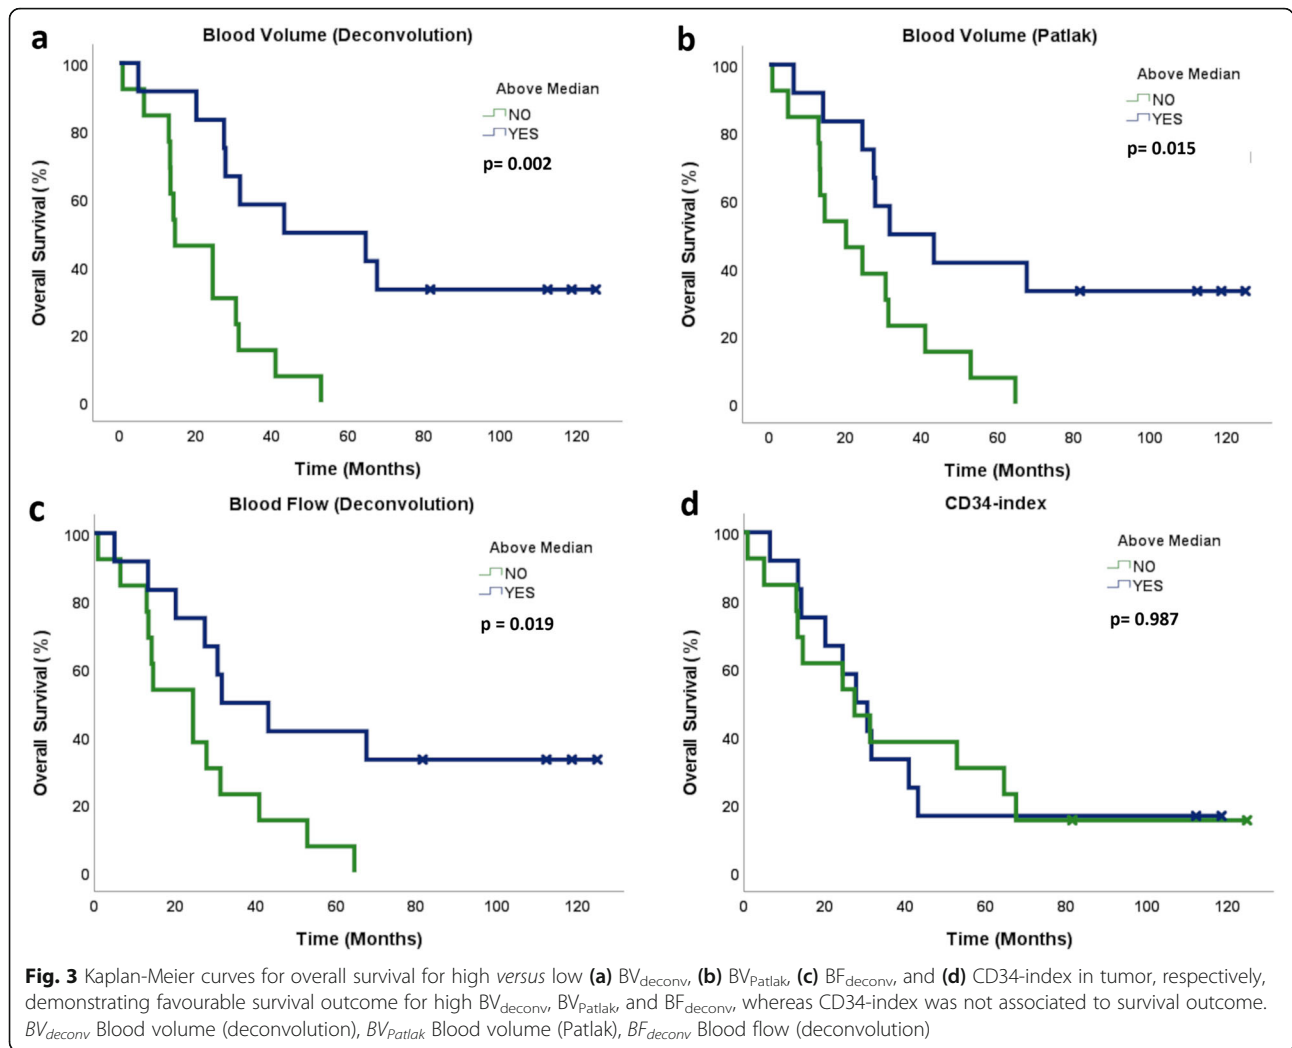 a
Blood Volume (Deconvolution)
Above Median
NO
YES
p= 0.002
100
80
60
40
20
0
Overall Survival (%)
0 20 40 60 80 100 120
Time (Months)
b
Blood Volume (Patlak)
Above Median
NO
YES
p= 0.015
100
80
60
40
20
0
Overall Survival (%)
0 20 40 60 80 100 120
Time (Months)
c
Blood Flow (Deconvolution)
Above Median
NO
YES
p = 0.019
100
80
60
40
20
0
Overall Survival (%)
0 20 40 60 80 100 120
Time (Months)
d
CD34-index
Above Median
NO
YES
p= 0.987
100
80
60
40
20
0
Overall Survival (%)
0 20 40 60 80 100 120
Time (Months)
Fig. 3 Kaplan-Meier curves for overall survival for high versus low (a) BVdeconv, (b) BVPatlak, (c) BFdeconv, and (d) CD34-index in tumor, respectively,
demonstrating favourable survival outcome for high BVdeconv, BVPatlak, and BFdeconv, whereas CD34-index was not associated to survival outcome.
BVdeconv Blood volume (deconvolution), BVPatlak Blood volume (Patlak), BFdeconv Blood flow (deconvolution)